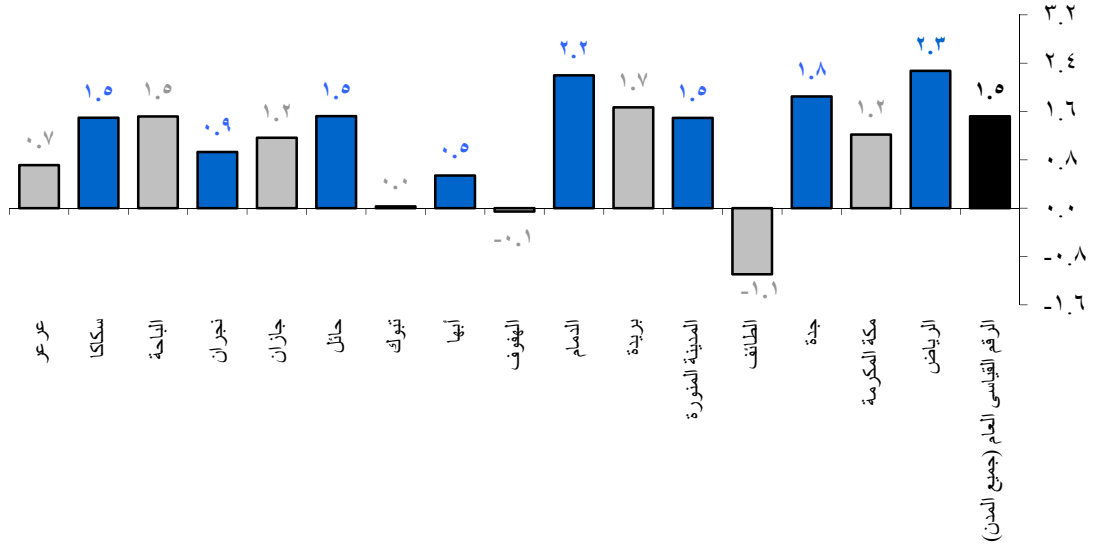 ٣.٢
٢.٤
١.٦
٠.٨
٠.٠
-٠.٨
-١.٦
١.٥
٢.٣
١.٢
١.٨
-١.١
١.٥
١.٧
٢.٢
-٠.١
٠.٥
٠.٠
١.٥
١.٢
٠.٩
١.٥
١.٥
٠.٧
الرقم القياسى العام (جميع المدن)
الرياض
مكة المكرمة
جدة
الطائف
المدينة المنورة
بريدة
الدمام
الهفوف
أبها
تبوك
حائل
جازان
نجران
الباحة
سكاكا
عرعر